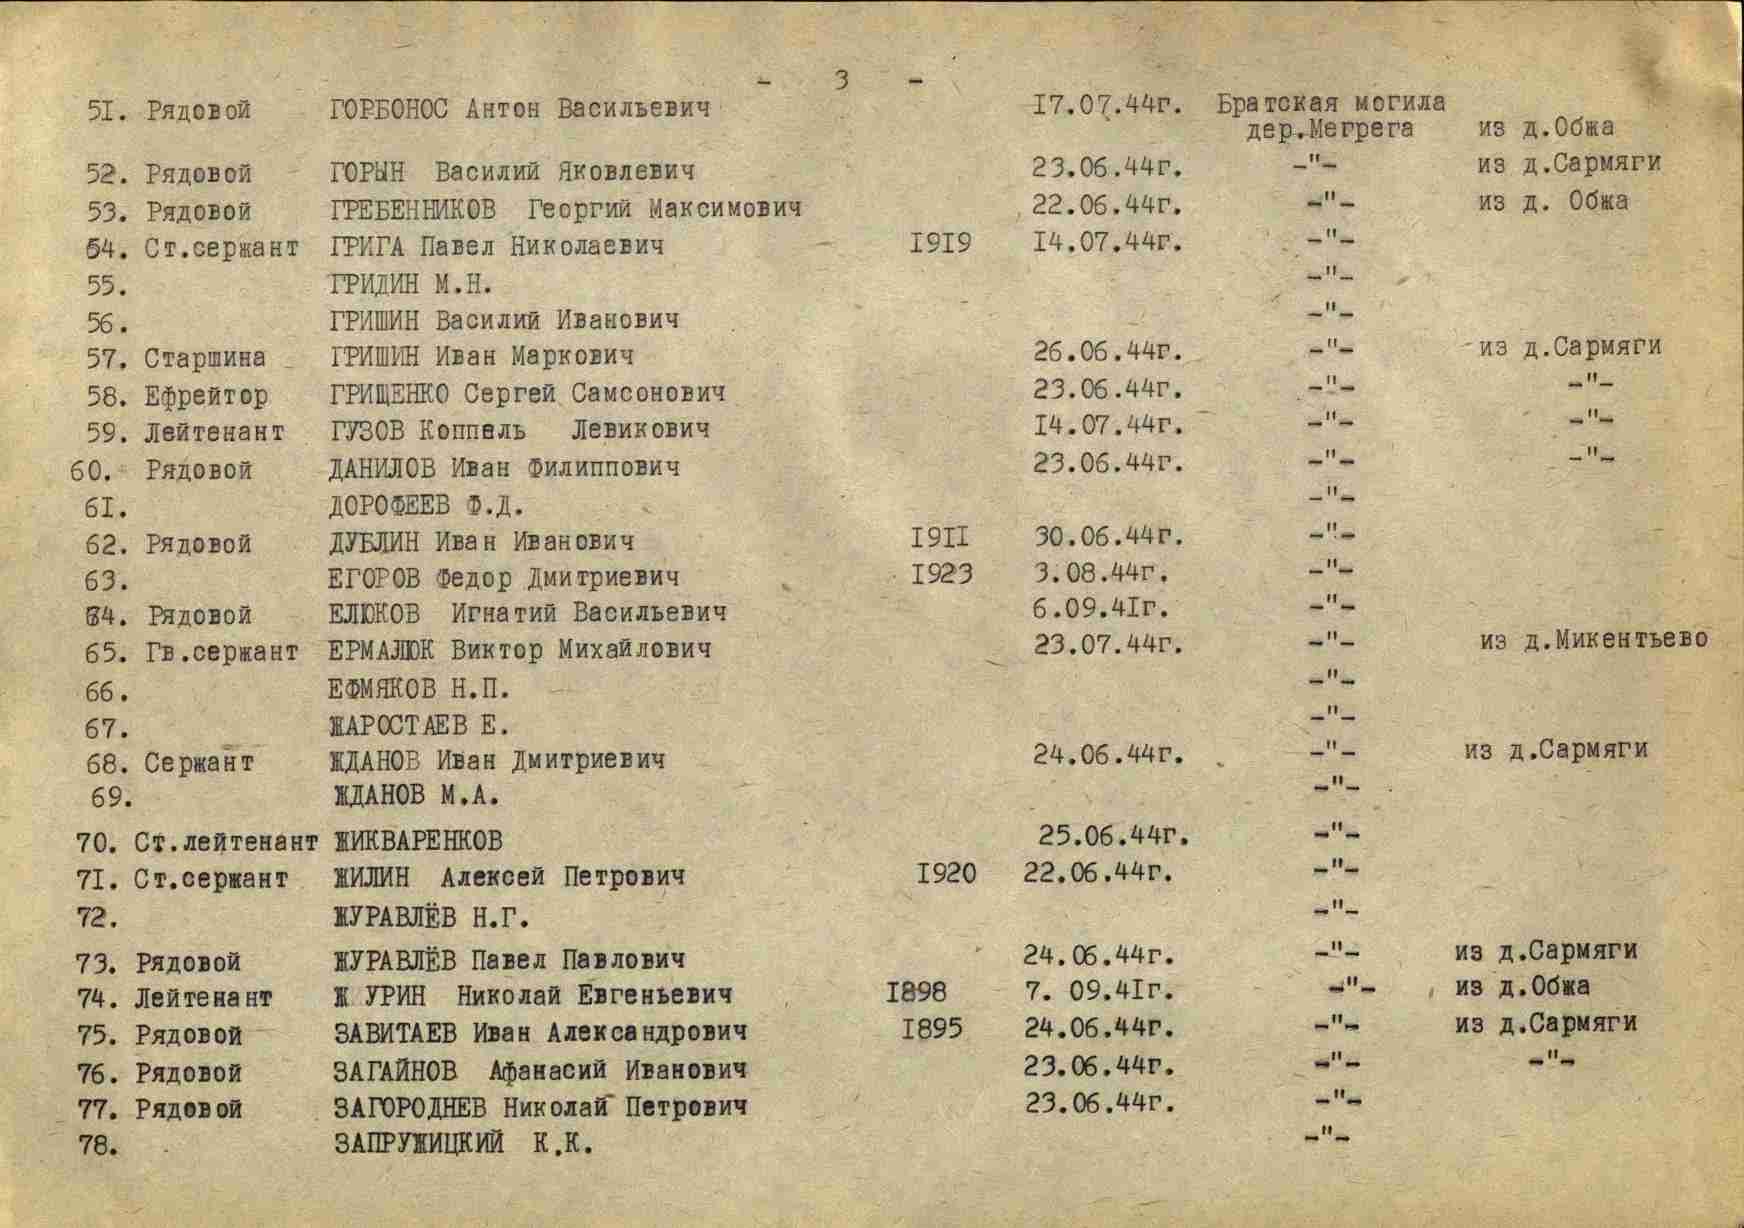 - 3 -
51. Рядовой ГОРБОНОС Антон Васильевич 17.07.44г. Братская могила
дер.Мегрега из д.Обжа
52. Рядовой ГОРЫН Василий Яковлевич 23.06.44г. -"- из д.Сармяги
53. Рядовой ГРЕБЕННИКОВ Георгий Максимович 22.06.44г. -"- из д. Обжа
54. Ст.сержант ГРИГА Павел Николаевич 1919 14.07.44г. -"-
55. ГРИДИН М.Н. -"-
56. ГРИШИН Василий Иванович -"-
57. Старшина ГРИШИН Иван Маркович 26.06.44г. -"- из д.Сармяги
58. Ефрейтор ГРИЩЕНКО Сергей Самсонович 23.06.44г. -"- -"-
59. Лейтенант ГУЗОВ Коппель Левикович 14.07.44г. -"- -"-
60. Рядовой ДАНИЛОВ Иван Филиппович 23.06.44г. -"- -"-
61. ДОРОФЕЕВ Ф.Д. -"-
62. Рядовой ДУБЛИН Иван Иванович 1911 30.06.44г. -"-
63. ЕГОРОВ Федор Дмитриевич 1923 3.08.44г. -"-
64. Рядовой ЕЛЮКОВ Игнатий Васильевич 6.09.41г. -"-
65. Гв.сержант ЕРМАЛЮК Виктор Михайлович 23.07.44г. -"- из д.Микентьево
66. ЕФМЯКОВ Н.П. -"-
67. ЖАРОСТАЕВ Е. -"-
68. Сержант ЖДАНОВ Иван Дмитриевич 24.06.44г. -"- из д.Сармяги
69. ЖДАНОВ М.А. -"-
70. Ст.лейтенант ЖИКВАРЕНКОВ 25.06.44г. -"-
71. Ст.сержант ЖИЛИН Алексей Петрович 1920 22.06.44г. -"-
72. ЖУРАВЛЁВ Н.Г. -"-
73. Рядовой ЖУРАВЛЁВ Павел Павлович 24.06.44г. -"- из д.Сармяги
74. Лейтенант Ж УРИН Николай Евгеньевич 1898 7. 09.41г. -"- из д.Обжа
75. Рядовой ЗАВИТАЕВ Иван Александрович 1895 24.06.44г. -"- из д.Сармяги
76. Рядовой ЗАГАЙНОВ Афанасий Иванович 23.06.44г. -"- -"-
77. Рядовой ЗАГОРОДНЕВ Николай Петрович 23.06.44г. -"-
78. ЗАПРУЖИЦКИЙ К.К. -"-